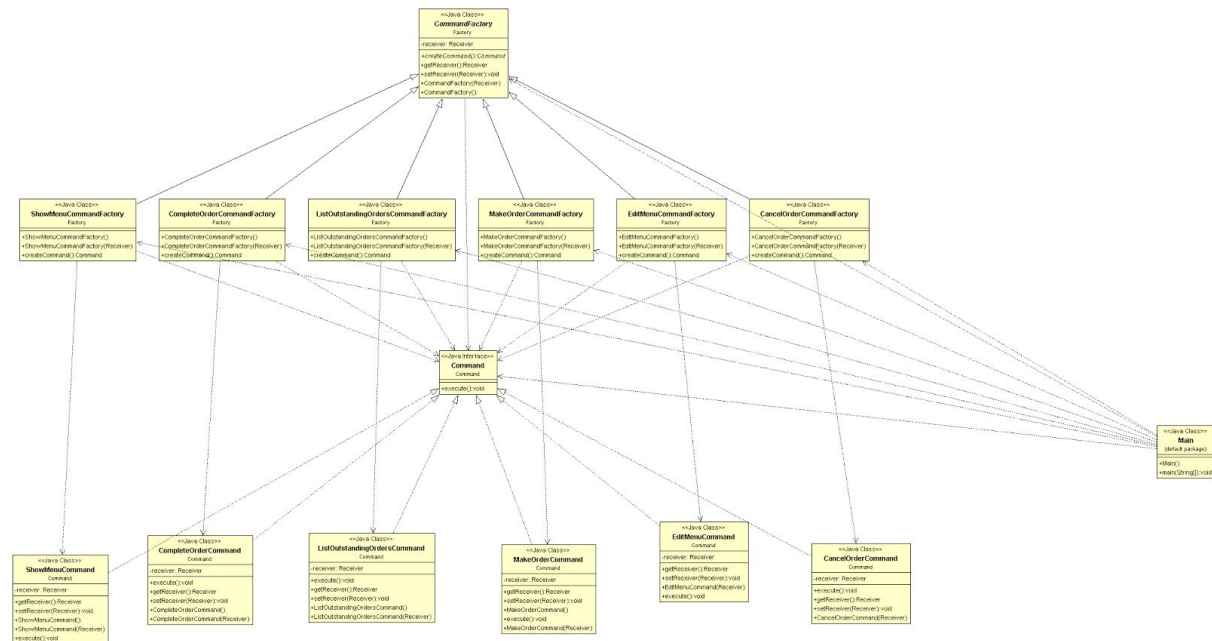 <<Java Class>>
CommandFactory
Factory
-receiver: Receiver
+createCommand():Command
+getReceiver():Receiver
+setReceiver(Receiver):void
+CommandFactory(Receiver)
+CommandFactory()
<<Java Class>>
ShowMenuCommandFactory
Factory
+ShowMenuCommandFactory()
+ShowMenuCommandFactory(Receiver)
+createCommand():Command
<<Java Class>>
CompleteOrderCommandFactory
Factory
+CompleteOrderCommandFactory()
+CompleteOrderCommandFactory(Receiver)
+createCommand():Command
<<Java Class>>
ListOutstandingOrdersCommandFactory
Factory
+ListOutstandingOrdersCommandFactory()
+ListOutstandingOrdersCommandFactory(Receiver)
+createCommand():Command
<<Java Class>>
MakeOrderCommandFactory
Factory
+MakeOrderCommandFactory()
+MakeOrderCommandFactory(Receiver)
+createCommand():Command
<<Java Class>>
EditMenuCommandFactory
Factory
+EditMenuCommandFactory()
+EditMenuCommandFactory(Receiver)
+createCommand():Command
<<Java Class>>
CancelOrderCommandFactory
Factory
+CancelOrderCommandFactory()
+CancelOrderCommandFactory(Receiver)
+createCommand():Command
<<Java Interface>>
Command
Command
+execute():void
<<Java Class>>
Main
(default package)
+Main()
+main(String[]):void
<<Java Class>>
ShowMenuCommand
Command
-receiver: Receiver
+getReceiver():Receiver
+setReceiver(Receiver):void
+ShowMenuCommand()
+ShowMenuCommand(Receiver)
+execute():void
<<Java Class>>
CompleteOrderCommand
Command
-receiver: Receiver
+execute():void
+getReceiver():Receiver
+setReceiver(Receiver):void
+CompleteOrderCommand()
+CompleteOrderCommand(Receiver)
<<Java Class>>
ListOutstandingOrdersCommand
Command
-receiver: Receiver
+execute():void
+getReceiver():Receiver
+setReceiver(Receiver):void
+ListOutstandingOrdersCommand()
+ListOutstandingOrdersCommand(Receiver)
<<Java Class>>
MakeOrderCommand
Command
-receiver: Receiver
+getReceiver():Receiver
+setReceiver(Receiver):void
+MakeOrderCommand()
+execute():void
+MakeOrderCommand(Receiver)
<<Java Class>>
EditMenuCommand
Command
-receiver: Receiver
+getReceiver():Receiver
+setReceiver(Receiver):void
+EditMenuCommand(Receiver)
+execute():void
<<Java Class>>
CancelOrderCommand
Command
-receiver: Receiver
+execute():void
+getReceiver():Receiver
+setReceiver(Receiver):void
+CancelOrderCommand(Receiver)